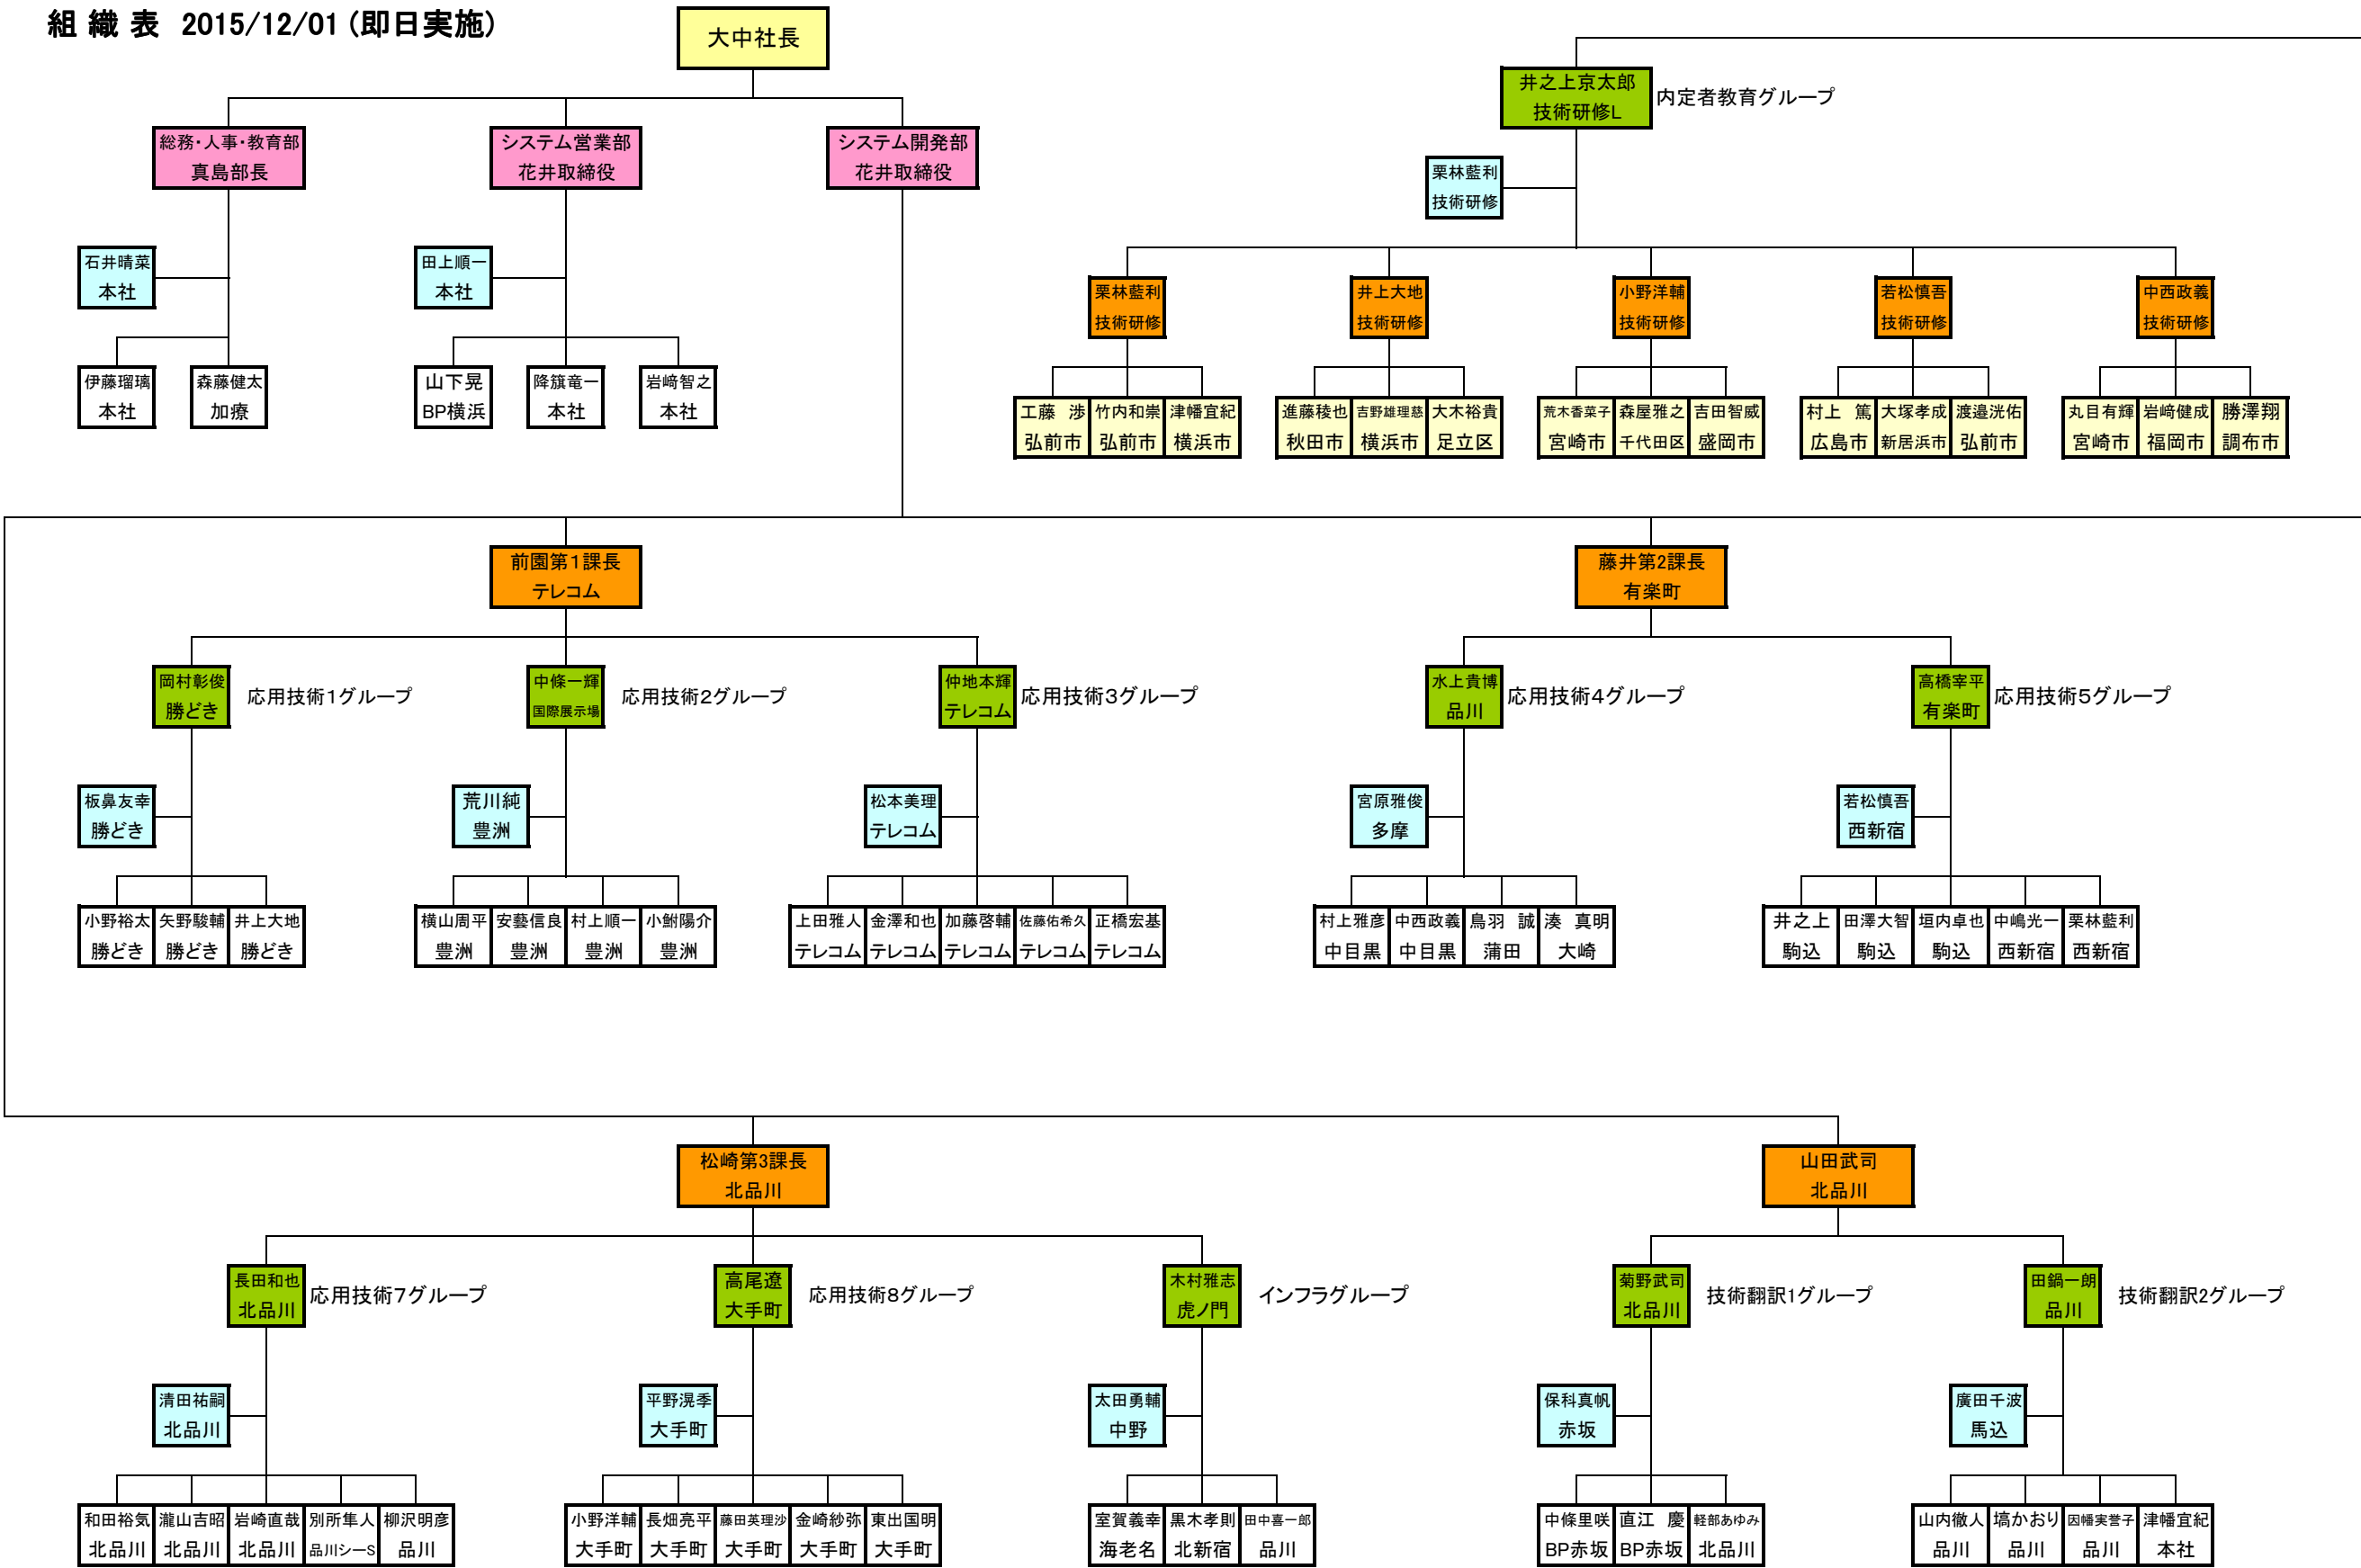 組 織 表 2015/12/01 (即日実施)
大中社長
総務・人事・教育部
真島部長
システム営業部
花井取締役
システム開発部
花井取締役
石井晴菜
本社
田上順一
本社
伊藤瑠璃
本社
森藤健太
加療
山下晃
BP横浜
降籏竜一
本社
岩﨑智之
本社
井之上京太郎
技術研修L
内定者教育グループ
栗林藍利
技術研修
栗林藍利
技術研修
井上大地
技術研修
小野洋輔
技術研修
若松慎吾
技術研修
中西政義
技術研修
工藤 渉
弘前市
竹内和崇
弘前市
津幡宜紀
横浜市
進藤稜也
秋田市
吉野雄理慈
横浜市
大木裕貴
足立区
荒木香菜子
宮崎市
森屋雅之
千代田区
吉田智威
盛岡市
村上 篤
広島市
大塚孝成
新居浜市
渡邉洸佑
弘前市
丸目有輝
宮崎市
岩﨑健成
福岡市
勝澤翔
調布市
前園第1課長
テレコム
藤井第2課長
有楽町
岡村彰俊
勝どき
応用技術1グループ
中條一輝
国際展示場
応用技術2グループ
仲地本輝
テレコム
応用技術3グループ
水上貴博
品川
応用技術4グループ
高橋宰平
有楽町
応用技術5グループ
板鼻友幸
勝どき
荒川純
豊洲
松本美理
テレコム
宮原雅俊
多摩
若松慎吾
西新宿
小野裕太
勝どき
矢野駿輔
勝どき
井上大地
勝どき
横山周平
豊洲
安藝信良
豊洲
村上順一
豊洲
小鮒陽介
豊洲
上田雅人
テレコム
金澤和也
テレコム
加藤啓輔
テレコム
佐藤佑希久
テレコム
正橋宏基
テレコム
村上雅彦
中目黒
中西政義
中目黒
鳥羽 誠
蒲田
湊 真明
大崎
井之上
駒込
田澤大智
駒込
垣内卓也
駒込
中嶋光一
西新宿
栗林藍利
西新宿
松崎第3課長
北品川
山田武司
北品川
長田和也
北品川
応用技術7グループ
高尾遼
大手町
応用技術8グループ
木村雅志
虎ノ門
インフラグループ
菊野武司
北品川
技術翻訳1グループ
田鍋一朗
品川
技術翻訳2グループ
清田祐嗣
北品川
平野滉季
大手町
太田勇輔
中野
保科真帆
赤坂
廣田千波
馬込
和田裕気
北品川
瀧山吉昭
北品川
岩崎直哉
北品川
別所隼人
品川シーS
柳沢明彦
品川
小野洋輔
大手町
長畑亮平
大手町
藤田英理沙
大手町
金崎紗弥
大手町
東出国明
大手町
室賀義幸
海老名
黒木孝則
北新宿
田中喜一郎
品川
中條里咲
BP赤坂
直江 慶
BP赤坂
軽部あゆみ
北品川
山内徹人
品川
塙かおり
品川
因幡実誉子
品川
津幡宜紀
本社